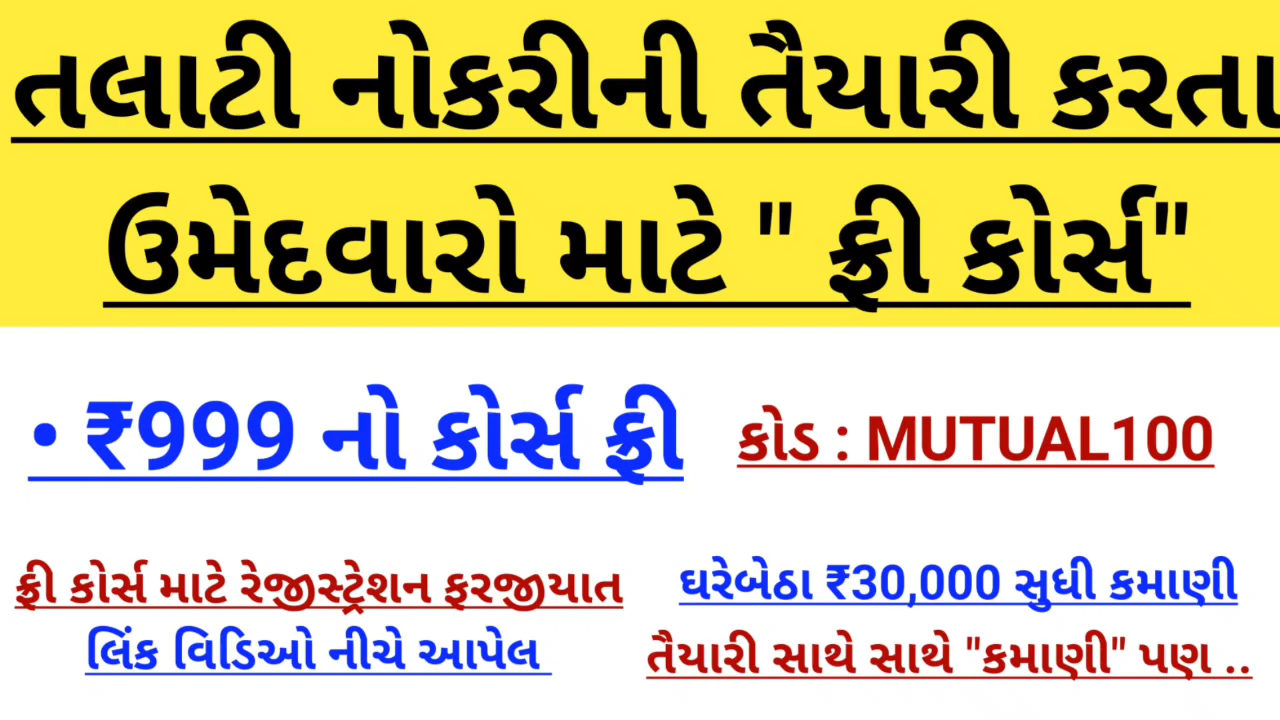 તલાટી નોકરીની તૈયારી કરતા
ઉમેદવારો માટે " ફ્રી કોર્સ"
• ₹999 નો કોર્સ ફ્રી
કોડ : MUTUAL100
ફ્રી કોર્સ માટે રેજીસ્ટ્રેશન ફરજીયાત
લિંક વિડિઓ નીચે આપેલ
ઘરેબેઠા ₹30,000 સુધી કમાણી
તૈયારી સાથે સાથે "કમાણી" પણ ..